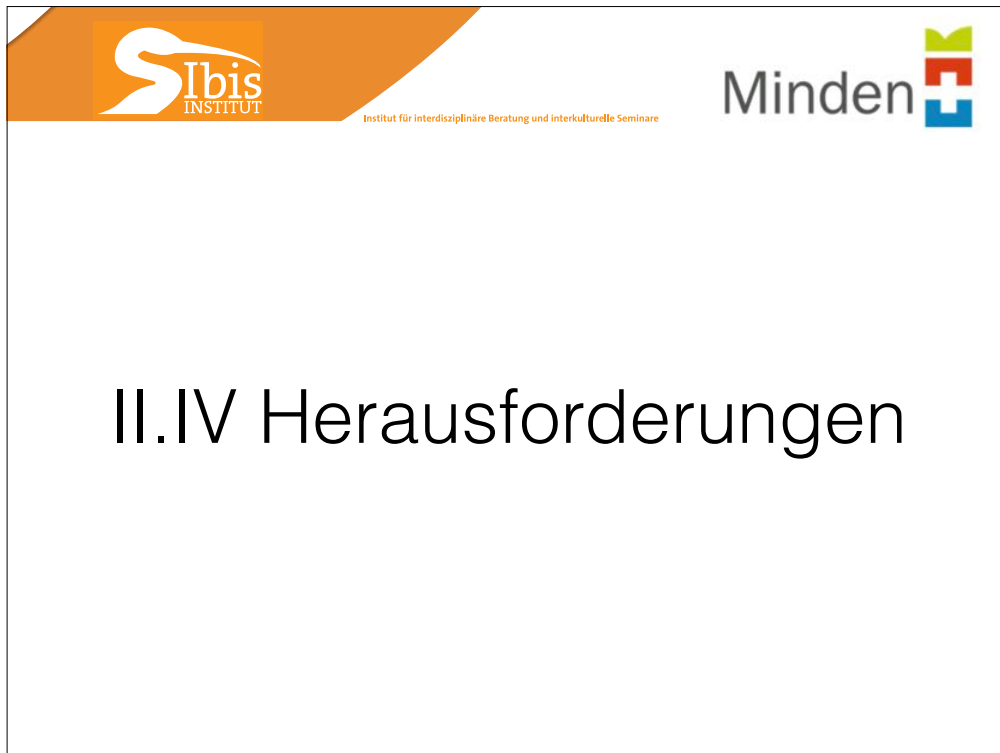 Ibis
INSTITUT
Institut für interdisziplinäre Beratung und interkulturelle Seminare
Minden
II.IV Herausforderungen